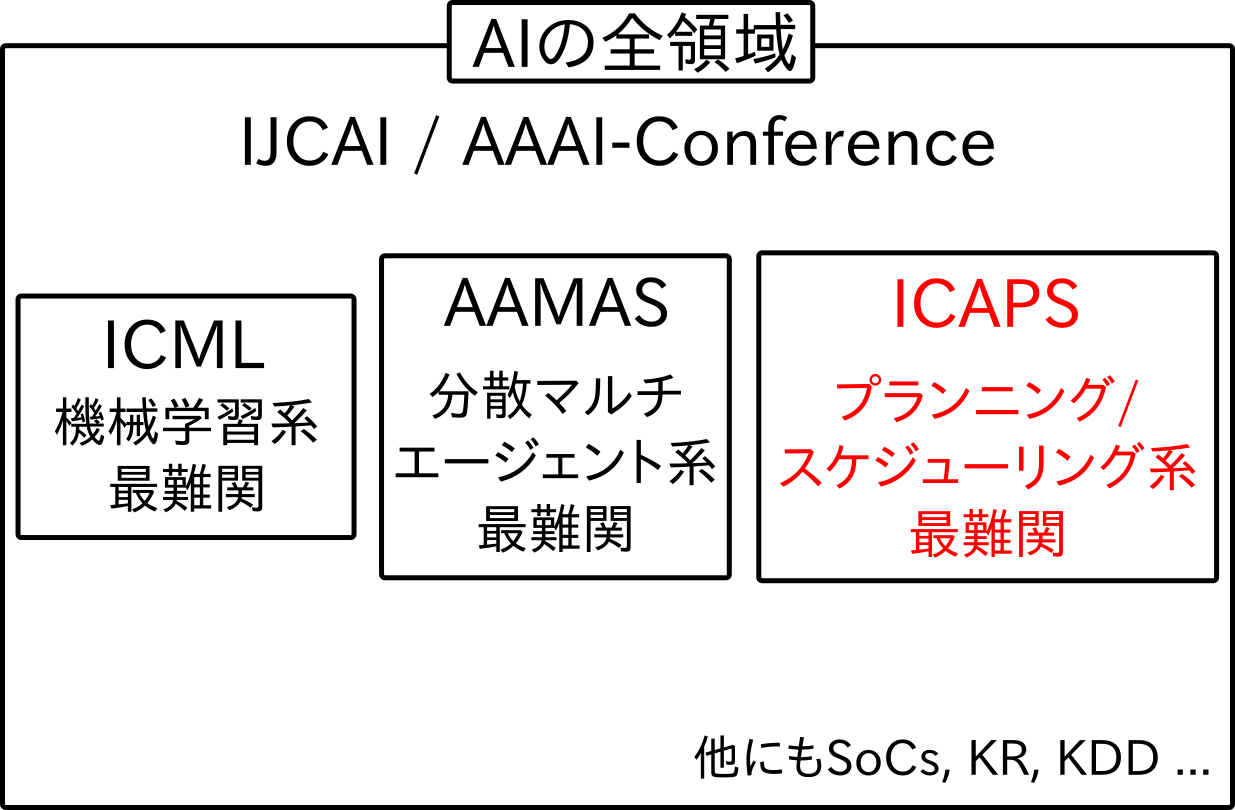 AIの全領域
IJCAI / AAAI-Conference
ICML
機械学習系
最難関
AAMAS
分散マルチ
エージェント系
最難関
ICAPS
プランニング/
スケジューリング系
最難関
他にもSoCs, KR, KDD ...